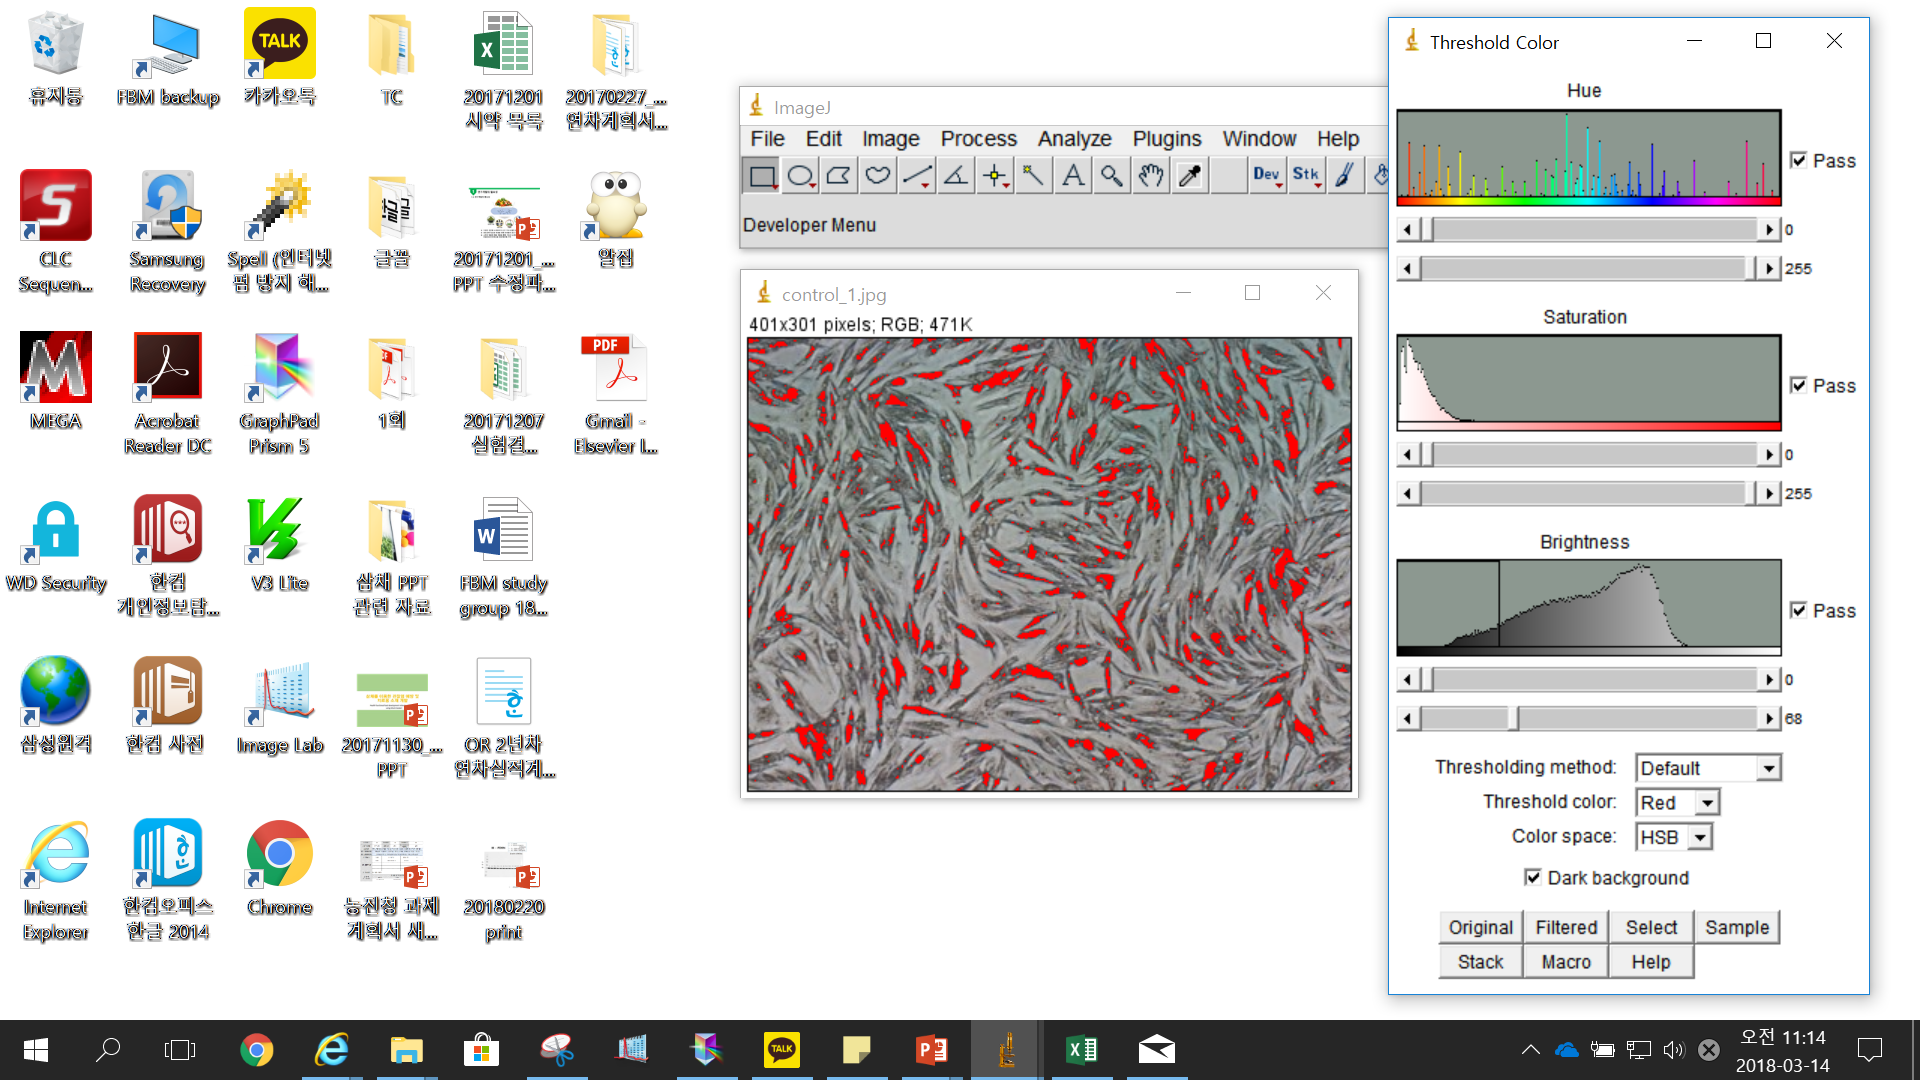 휴지통
FBM backup
TALK
카카오톡
TC
20171201
시약 목록
20170227_...
연차계획서...
CLC
Sequen...
Samsung
Recovery
Spell (인터넷
펌 방지 해...
글꼴
20171201_...
PPT 수정파...
알집
MEGA
Acrobat
Reader DC
GraphPad
Prism 5
1회
20171207
실험결...
PDF
Gmail -
Elsevier I...
WD Security
한컴
개인정보탐...
V3 Lite
삼채 PPT
관련 자료
FBM study
group 18...
삼성원격
한컴 사전
Image Lab
20171130_...
PPT
OR 2년차
연차실적계...
Internet
Explorer
한컴오피스
한글 2014
Chrome
능진청 과제
계획서 새...
20180220
print
ImageJ
File Edit Image Process Analyze Plugins Window Help
Dev Stk
Developer Menu
control_1.jpg
401x301 pixels; RGB; 471K
Threshold Color
Hue
Pass
0
255
Saturation
Pass
0
255
Brightness
Pass
0
68
Thresholding method: Default
Threshold color: Red
Color space: HSB
Dark background
Original Filtered Select Sample
Stack Macro Help
TALK
오전 11:14
2018-03-14